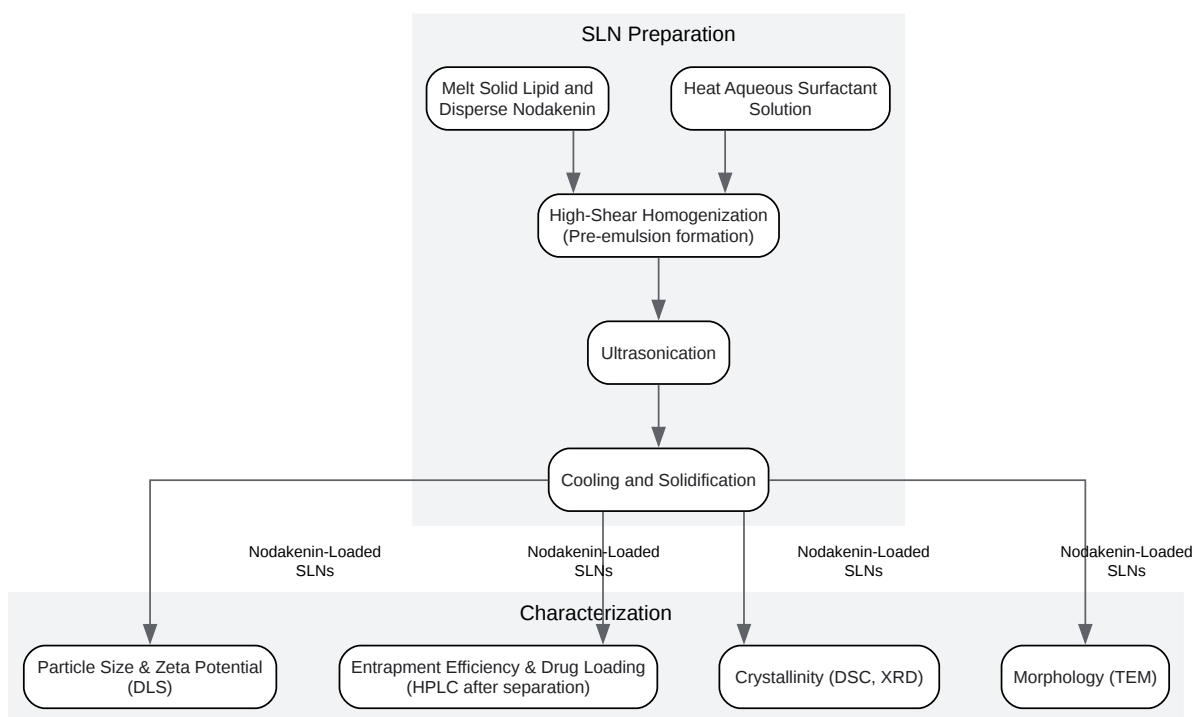 SLN Preparation
Melt Solid Lipid and
Disperse Nodakenin
Heat Aqueous Surfactant
Solution
High-Shear Homogenization
(Pre-emulsion formation)
Ultrasonication
Cooling and Solidification
Nodakenin-Loaded
SLNs
Nodakenin-Loaded
SLNs
Nodakenin-Loaded
SLNs
Nodakenin-Loaded
SLNs
Characterization
Particle Size & Zeta Potential
(DLS)
Entrapment Efficiency & Drug Loading
(HPLC after separation)
Crystallinity (DSC, XRD)
Morphology (TEM)